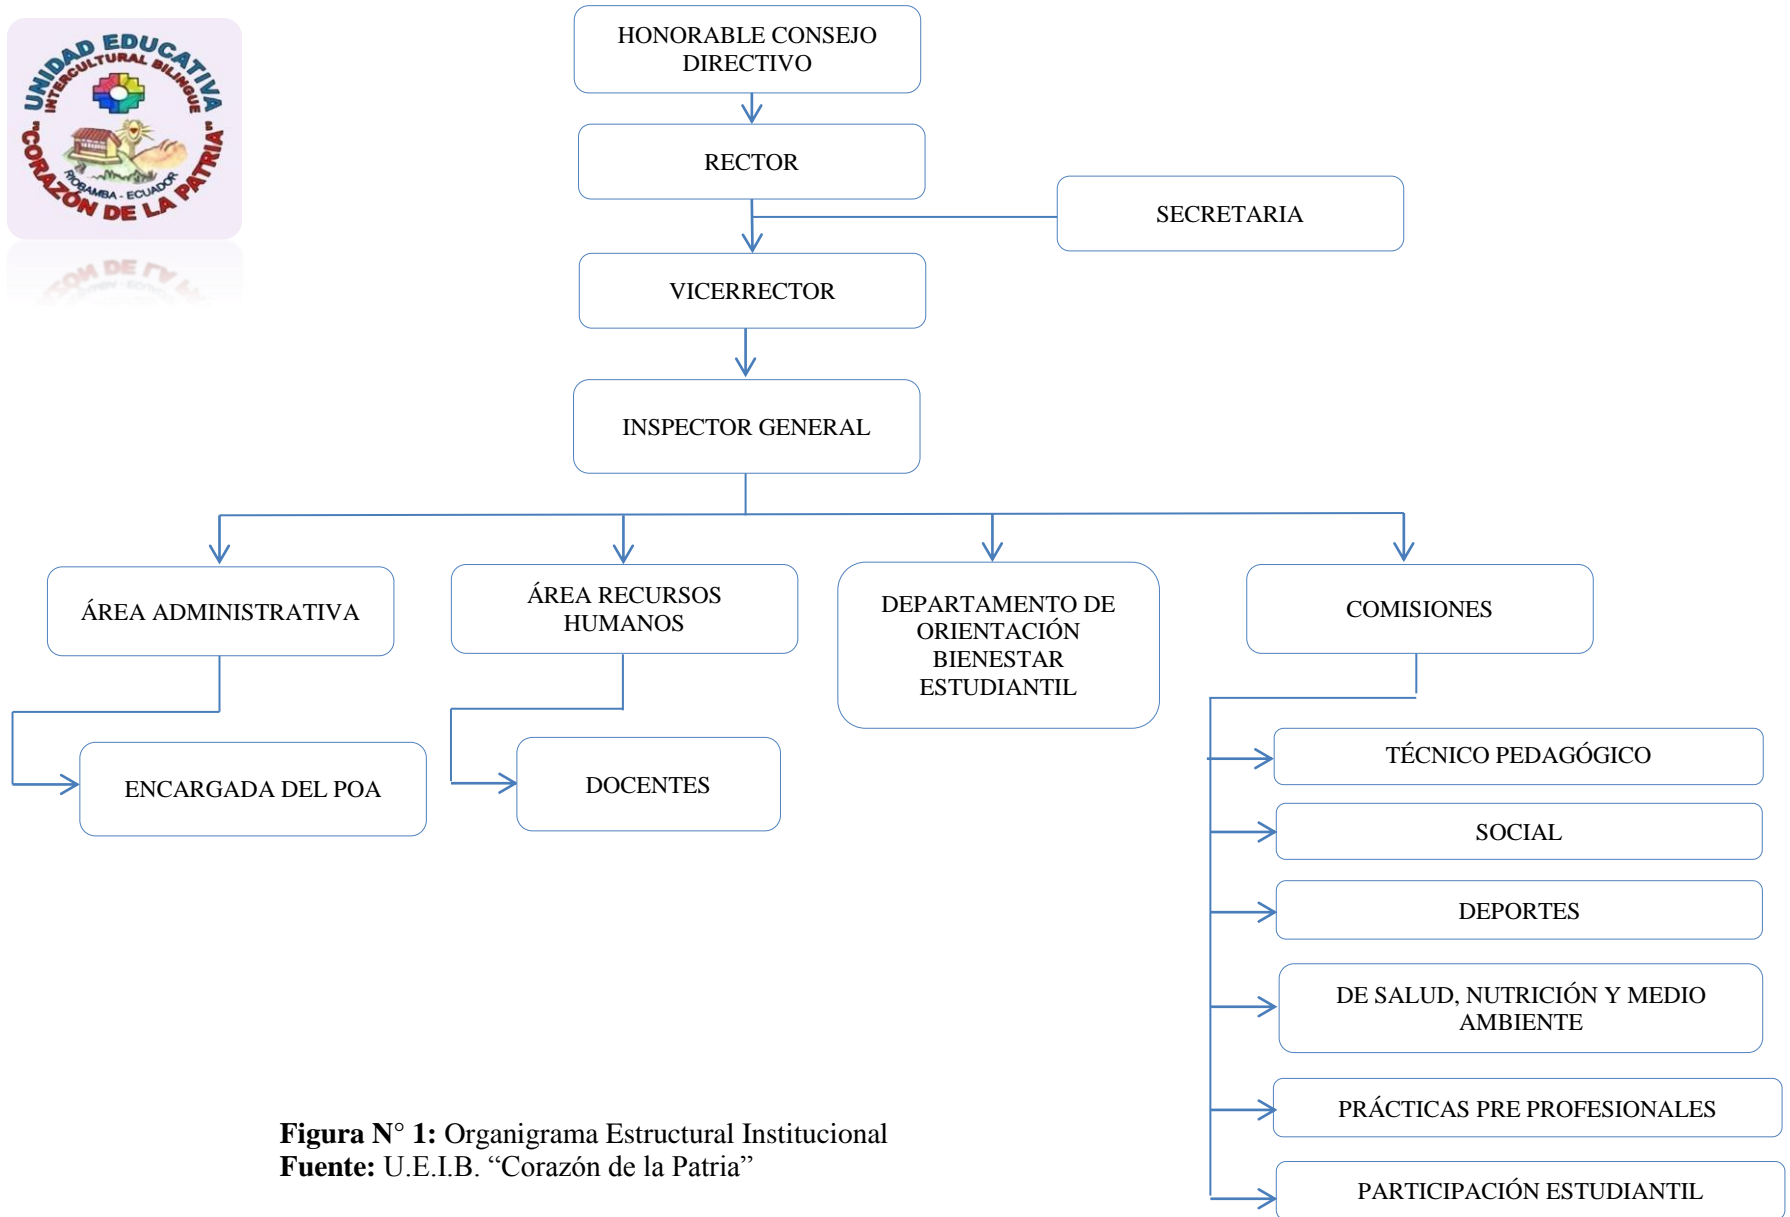 UNIDAD EDUCATIVA
INTERCULTURAL BILINGUE
RIOBAMBA - ECUADOR
"CORAZÓN DE LA PATRIA"
HONORABLE CONSEJO
DIRECTIVO
RECTOR
SECRETARIA
VICERRECTOR
INSPECTOR GENERAL
ÁREA ADMINISTRATIVA
ÁREA RECURSOS
HUMANOS
DEPARTAMENTO DE
ORIENTACIÓN
BIENESTAR
ESTUDIANTIL
COMISIONES
ENCARGADA DEL POA
DOCENTES
TÉCNICO PEDAGÓGICO
SOCIAL
DEPORTES
DE SALUD, NUTRICIÓN Y MEDIO
AMBIENTE
PRÁCTICAS PRE PROFESIONALES
PARTICIPACIÓN ESTUDIANTIL
Figura N° 1: Organigrama Estructural Institucional
Fuente: U.E.I.B. “Corazón de la Patria”